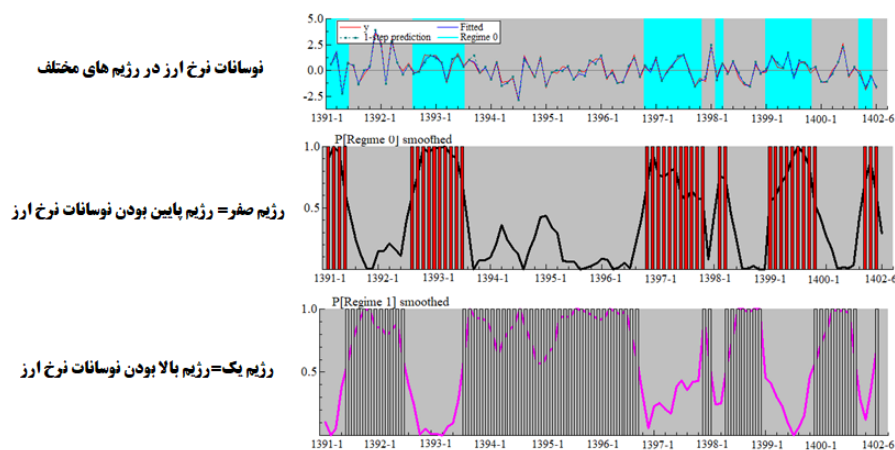 5.0
2.5
0.0
-2.5
y
Fitted
1-step prediction
Regime 0
نوسانات نرخ ارز در رژیم های مختلف
1391-1 1392-1 1393-1 1394-1 1395-1 1396-1 1397-1 1398-1 1399-1 1400-1 1402-6
P[Regime 0] smoothed
1.0
0.5
رژیم صفر= رژیم پایین بودن نوسانات نرخ ارز
1391-1 1392-1 1393-1 1394-1 1395-1 1396-1 1397-1 1398-1 1399-1 1400-1 1402-6
P[Regime 1] smoothed
1.0
0.5
رژیم یک=رژیم بالا بودن نوسانات نرخ ارز
1391-1 1392-1 1393-1 1394-1 1395-1 1396-1 1397-1 1398-1 1399-1 1400-1 1402-6